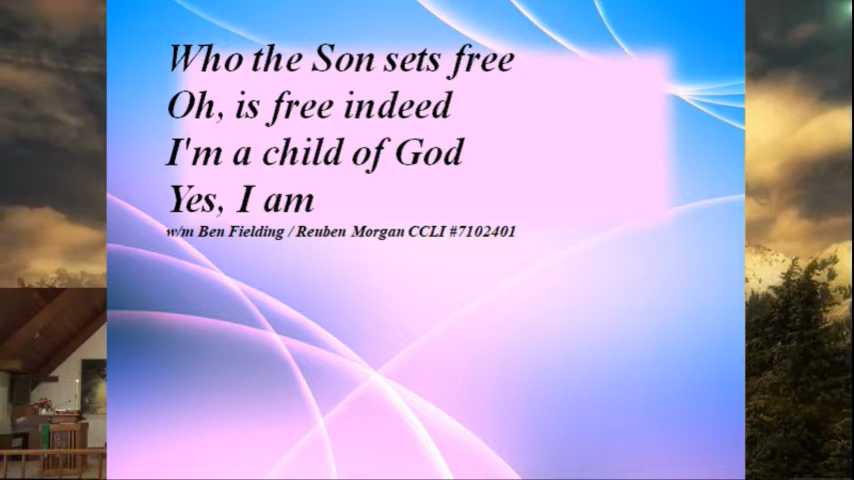 Who the Son sets free
Oh, is free indeed
I'm a child of God
Yes, I am
w/m Ben Fielding / Reuben Morgan CCLI #7102401